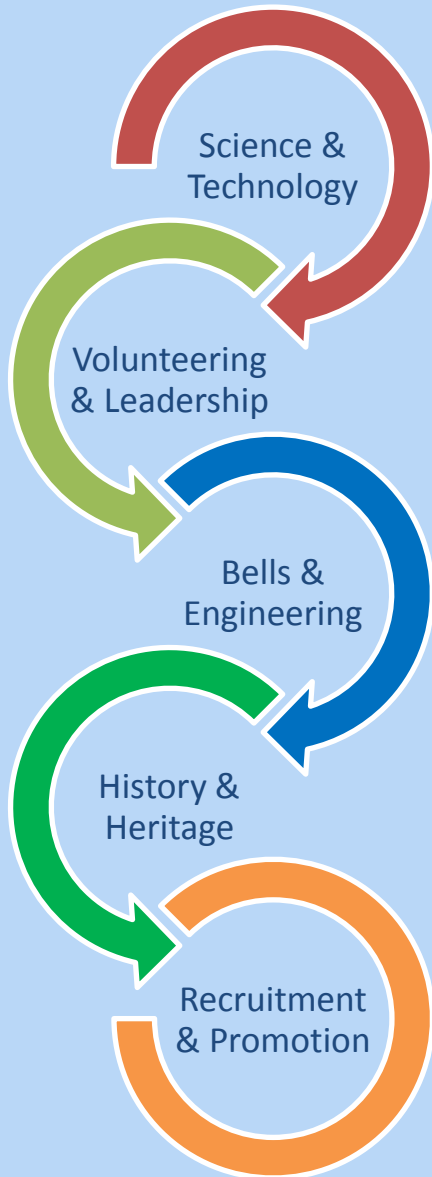 Science &
Technology
Volunteering
& Leadership
Bells &
Engineering
History &
Heritage
Recruitment
& Promotion